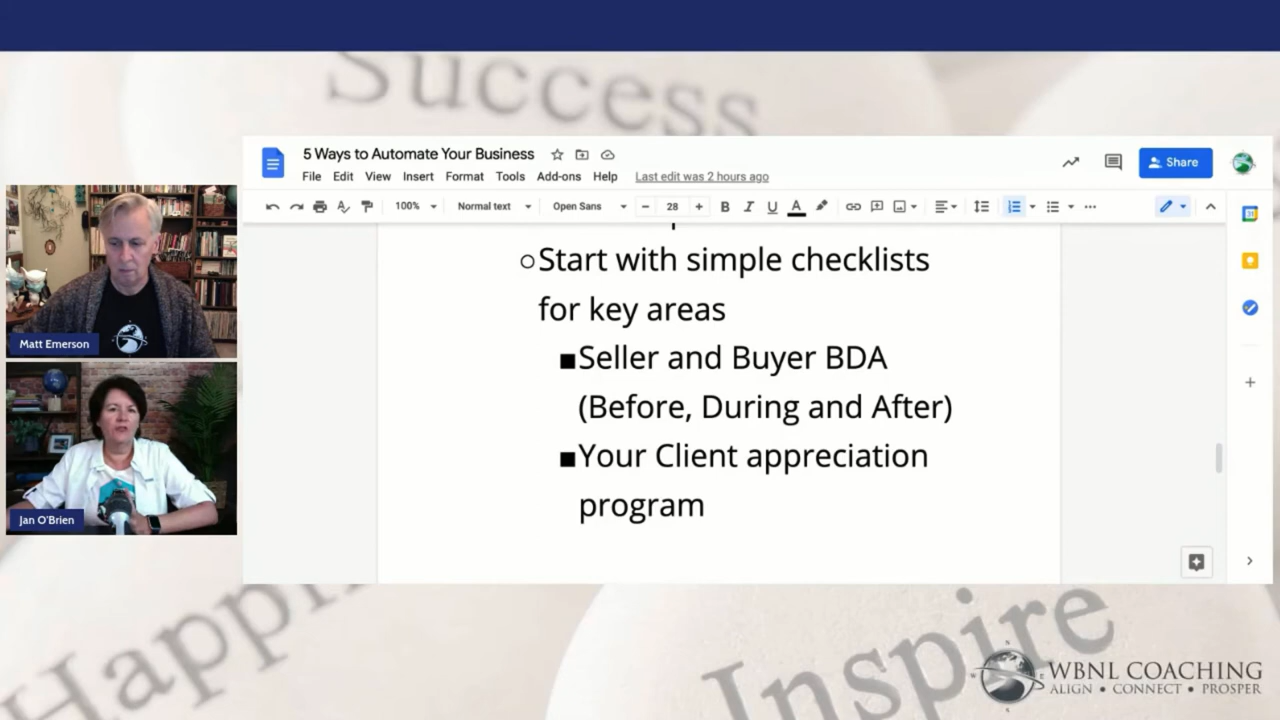 Success
5 Ways to Automate Your Business
File Edit View Insert Format Tools Add-ons Help Last edit was 2 hours ago
Share
100% Normal text Open Sans 28 B I U A
Start with simple checklists
for key areas
Seller and Buyer BDA
(Before, During and After)
Your Client appreciation
program
Matt Emerson
Jan O'Brien
Happin
Inspire
WBNL COACHING
ALIGN • CONNECT • PROSPER